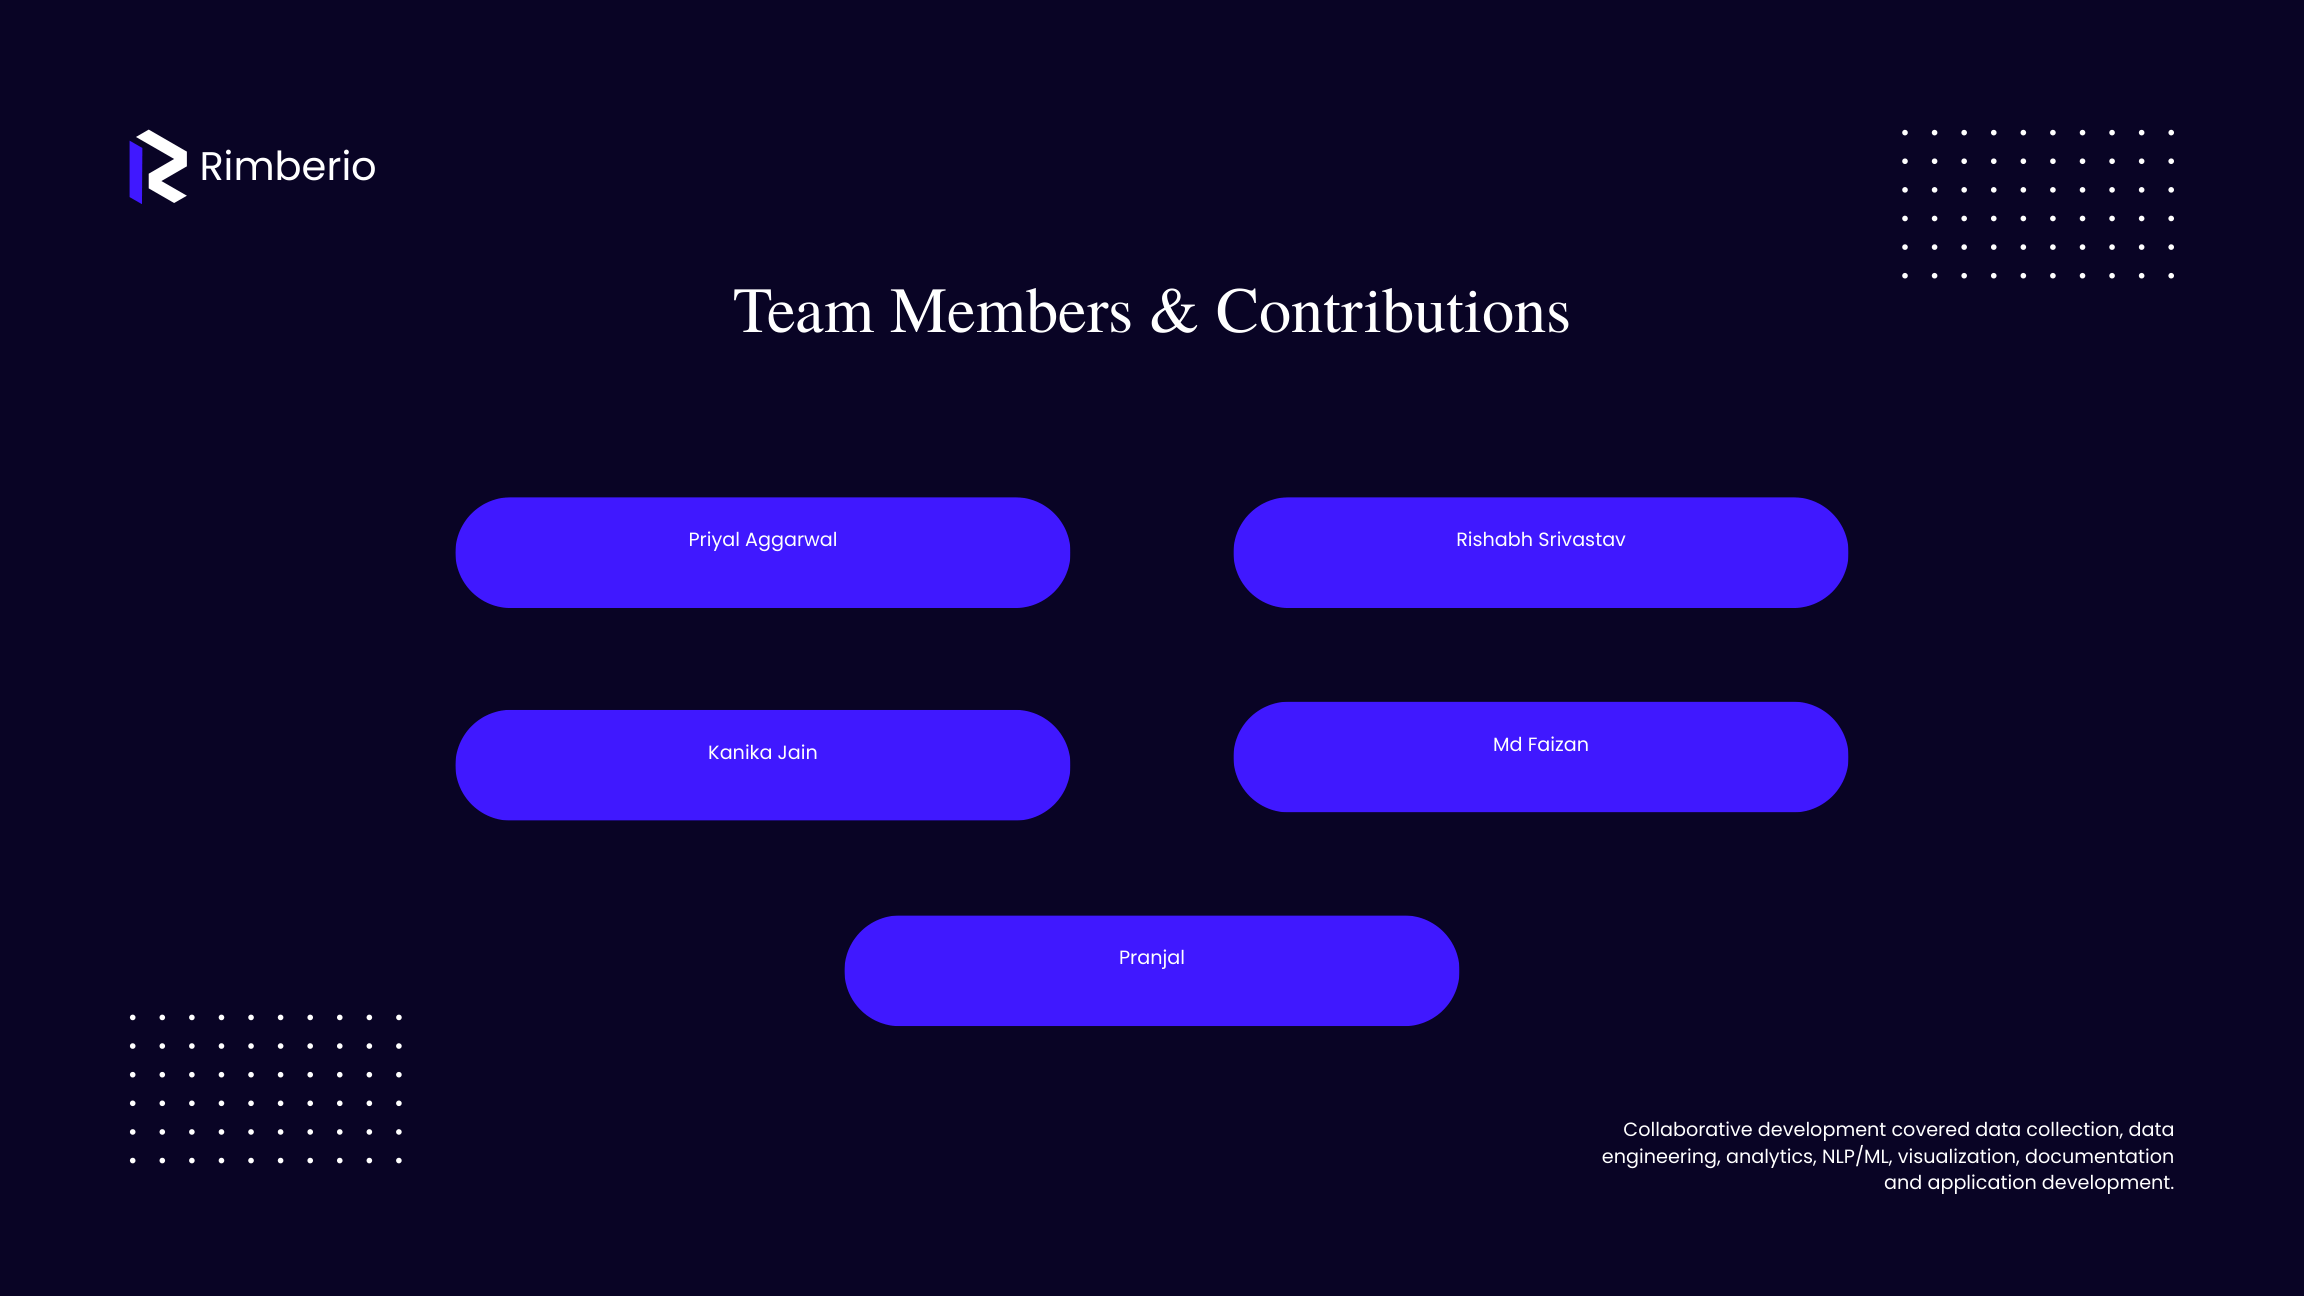 Rimberio
Team Members & Contributions
Priyal Aggarwal
Rishabh Srivastav
Kanika Jain
Md Faizan
Pranjal
Collaborative development covered data collection, data
engineering, analytics, NLP/ML, visualization, documentation
and application development.